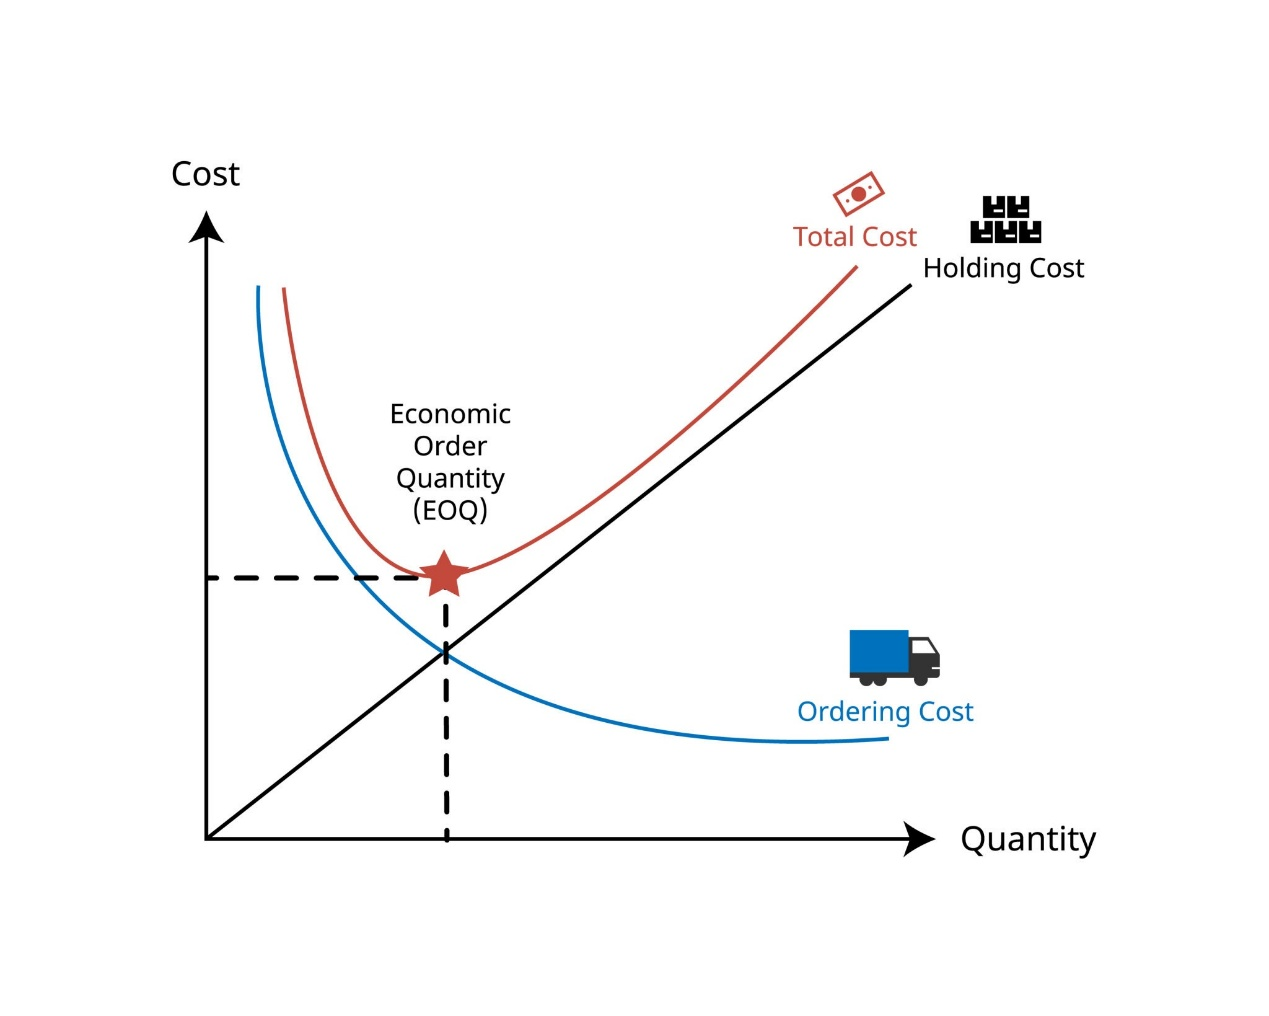 Cost
Total Cost
Holding Cost
Economic
Order
Quantity
(EOQ)
Ordering Cost
Quantity